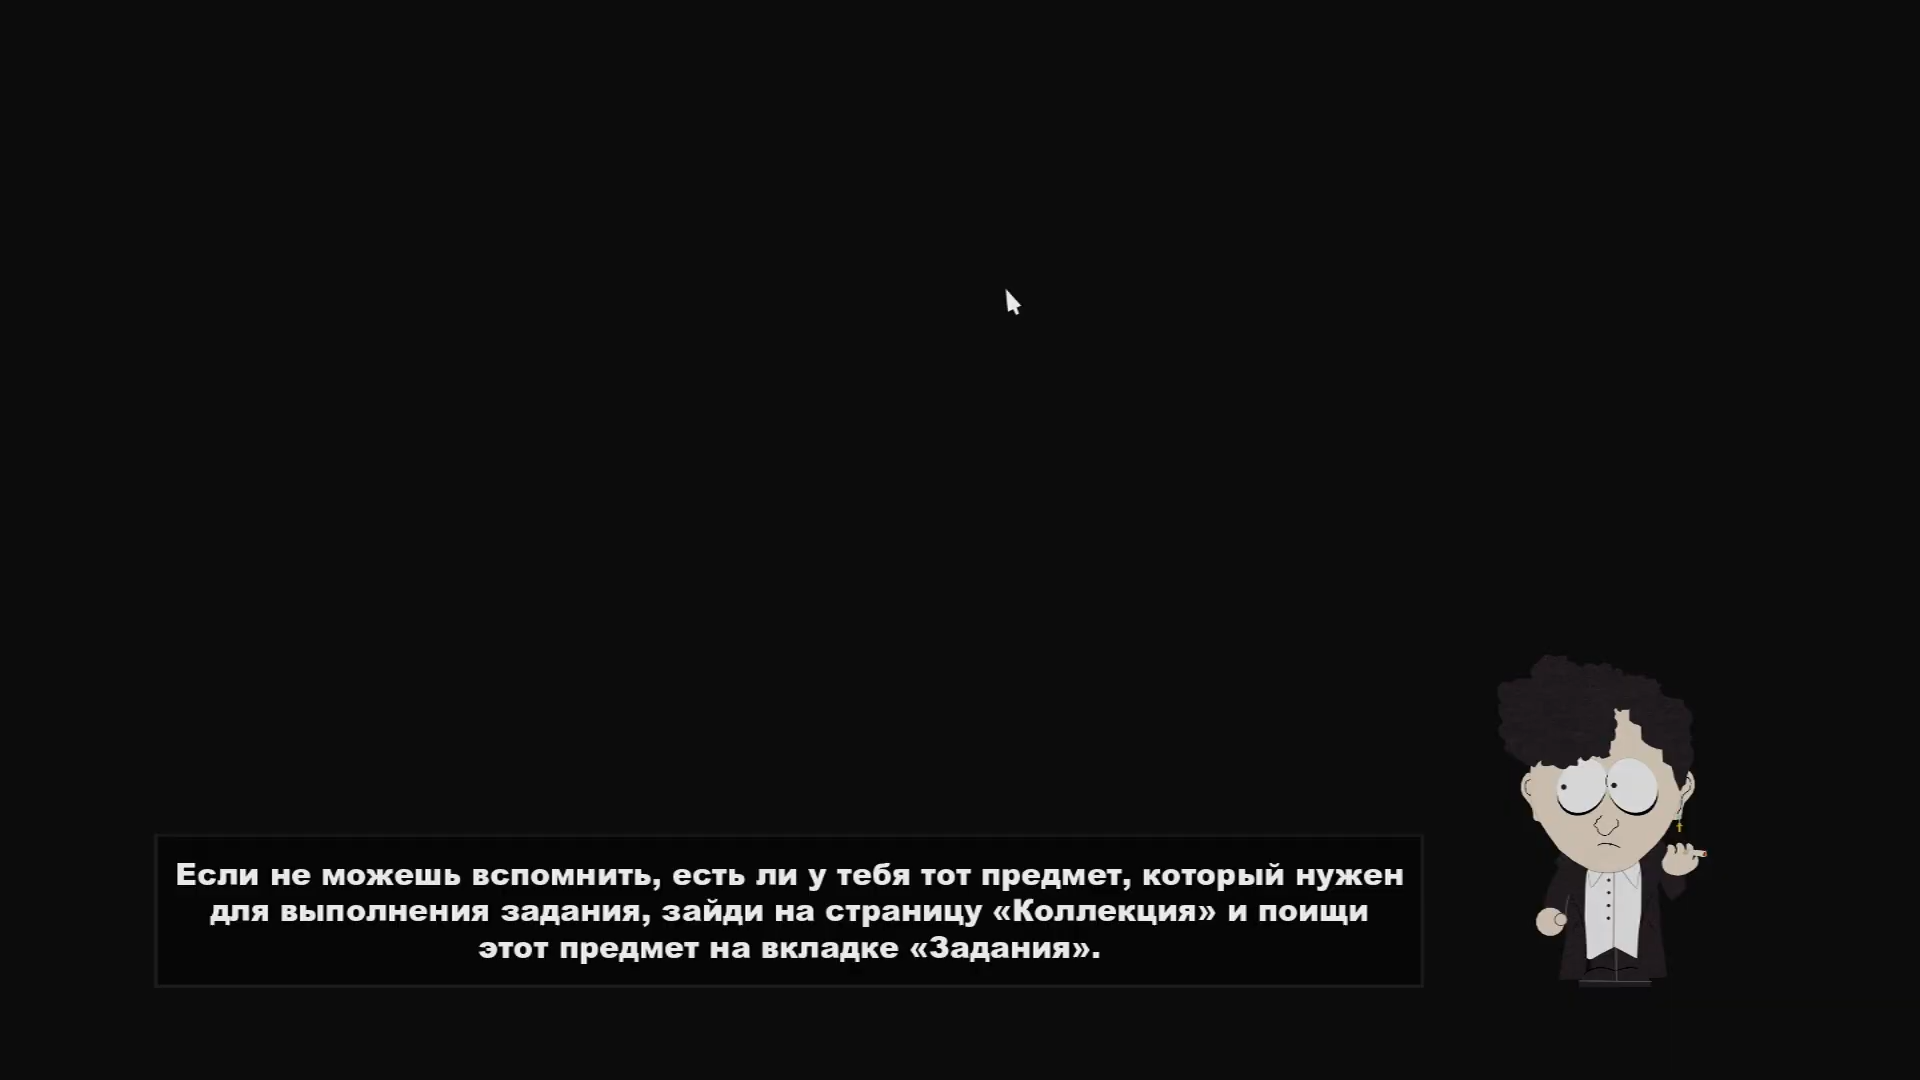 Если не можешь вспомнить, есть ли у тебя тот предмет, который нужен
для выполнения задания, зайди на страницу «Коллекция» и поищи
этот предмет на вкладке «Задания».